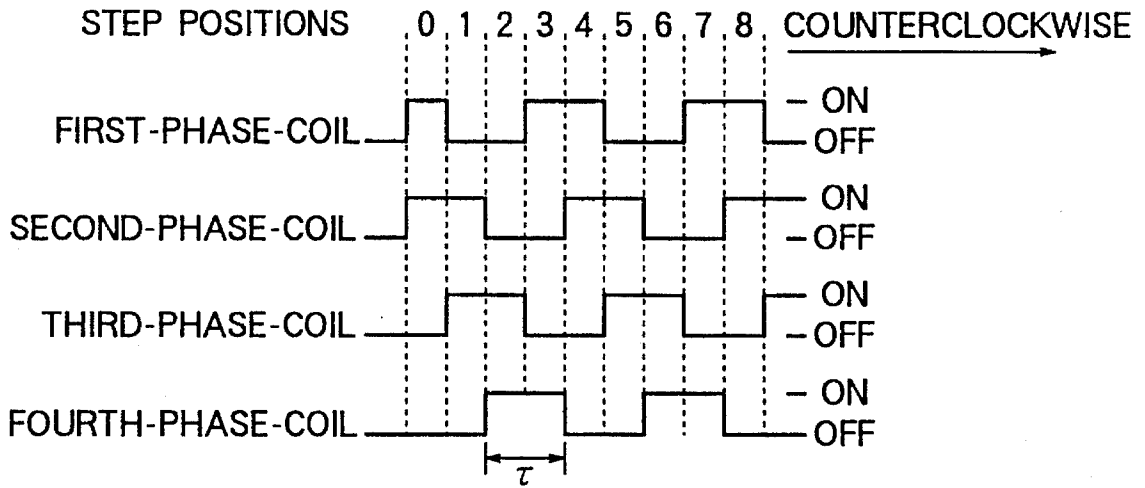 STEP POSITIONS 0 1 2 3 4 5 6 7 8 COUNTERCLOCKWISE
ON
FIRST-PHASE-COIL OFF
ON
SECOND-PHASE-COIL OFF
ON
THIRD-PHASE-COIL OFF
ON
FOURTH-PHASE-COIL OFF
τ